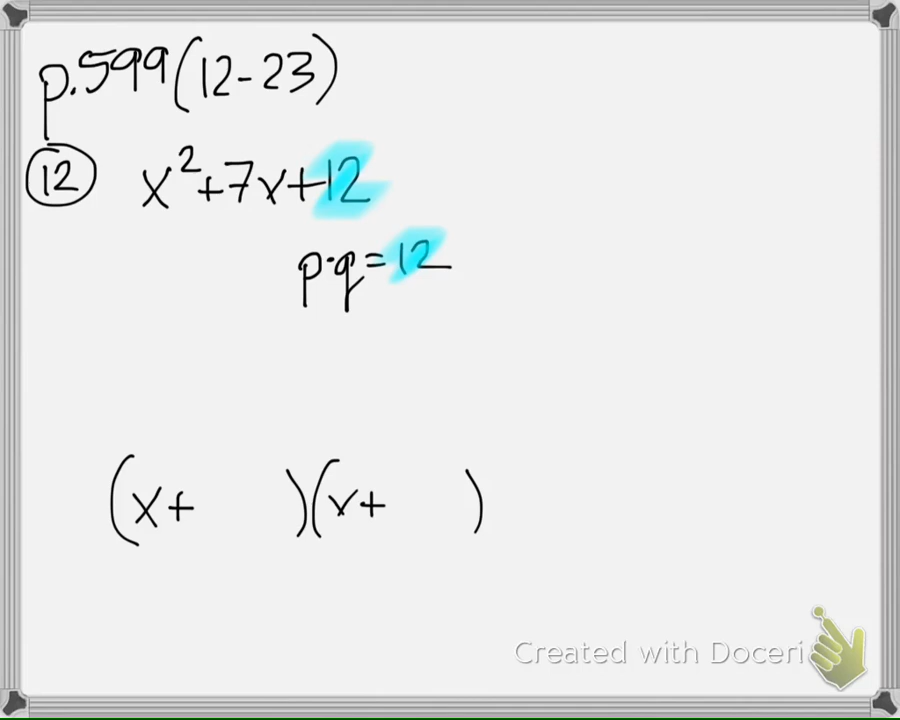 p.599(12-23)
12 x²+7x+12
p·q=12
(x+ )(x+ )
Created with Doceri